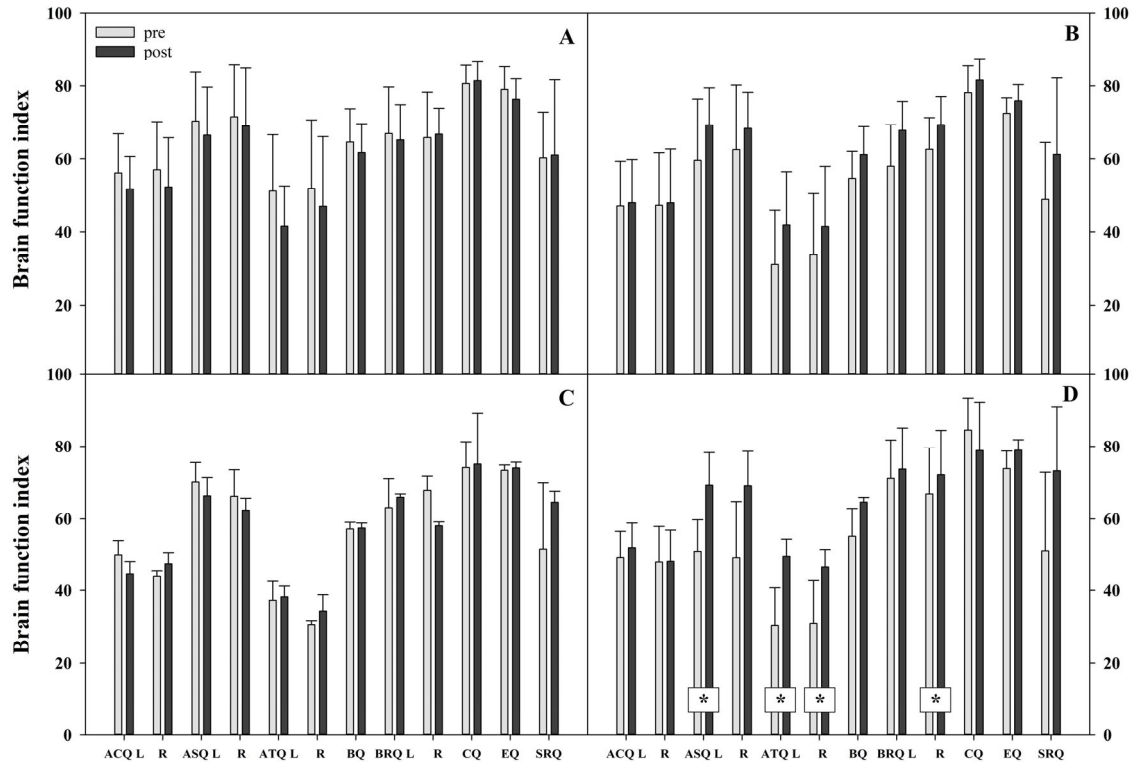 100 100
pre A B
post
80 80
60 60
Brain function index
40 40
20 20
100 100
C D
80 80
60 60
Brain function index
40 40
20 20
* * * *
0 0
ACQ L R ASQ L R ATQ L R BQ BRQ L R CQ EQ SRQ ACQ L R ASQ L R ATQ L R BQ BRQ L R CQ EQ SRQ